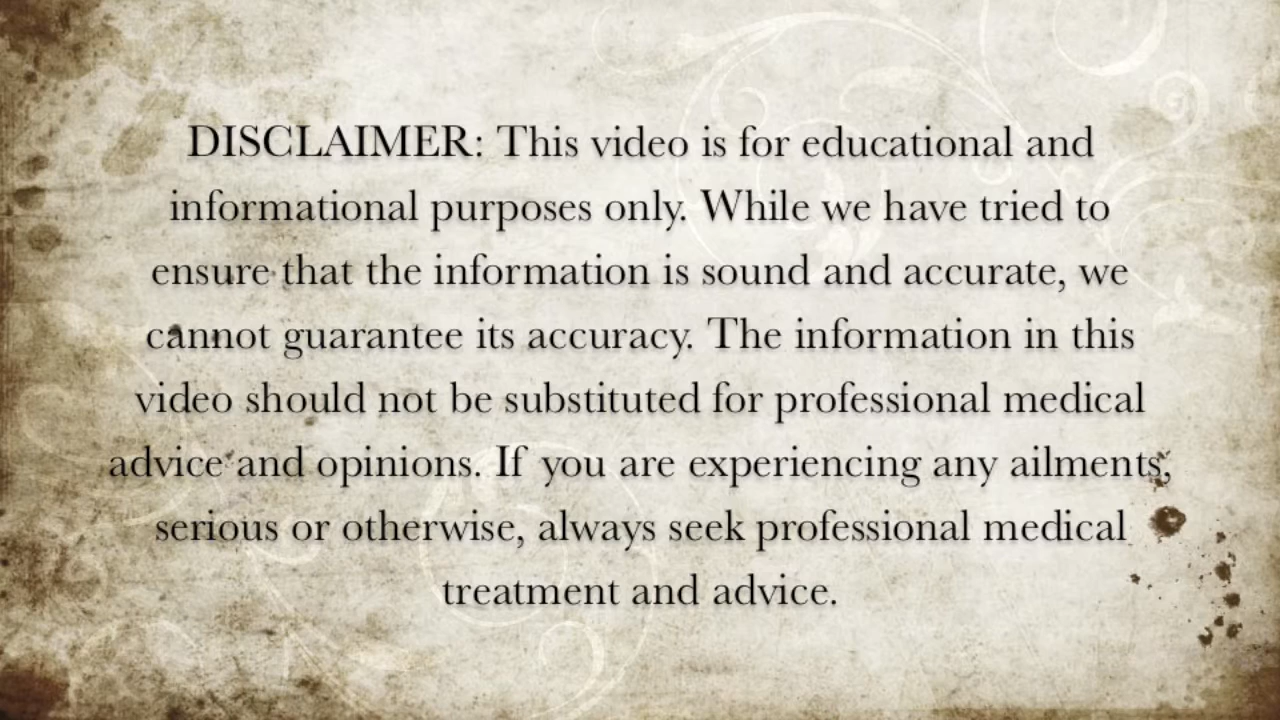 DISCLAIMER: This video is for educational and
informational purposes only. While we have tried to
ensure that the information is sound and accurate, we
cannot guarantee its accuracy. The information in this
video should not be substituted for professional medical
advice and opinions. If you are experiencing any ailments,
serious or otherwise, always seek professional medical
treatment and advice.